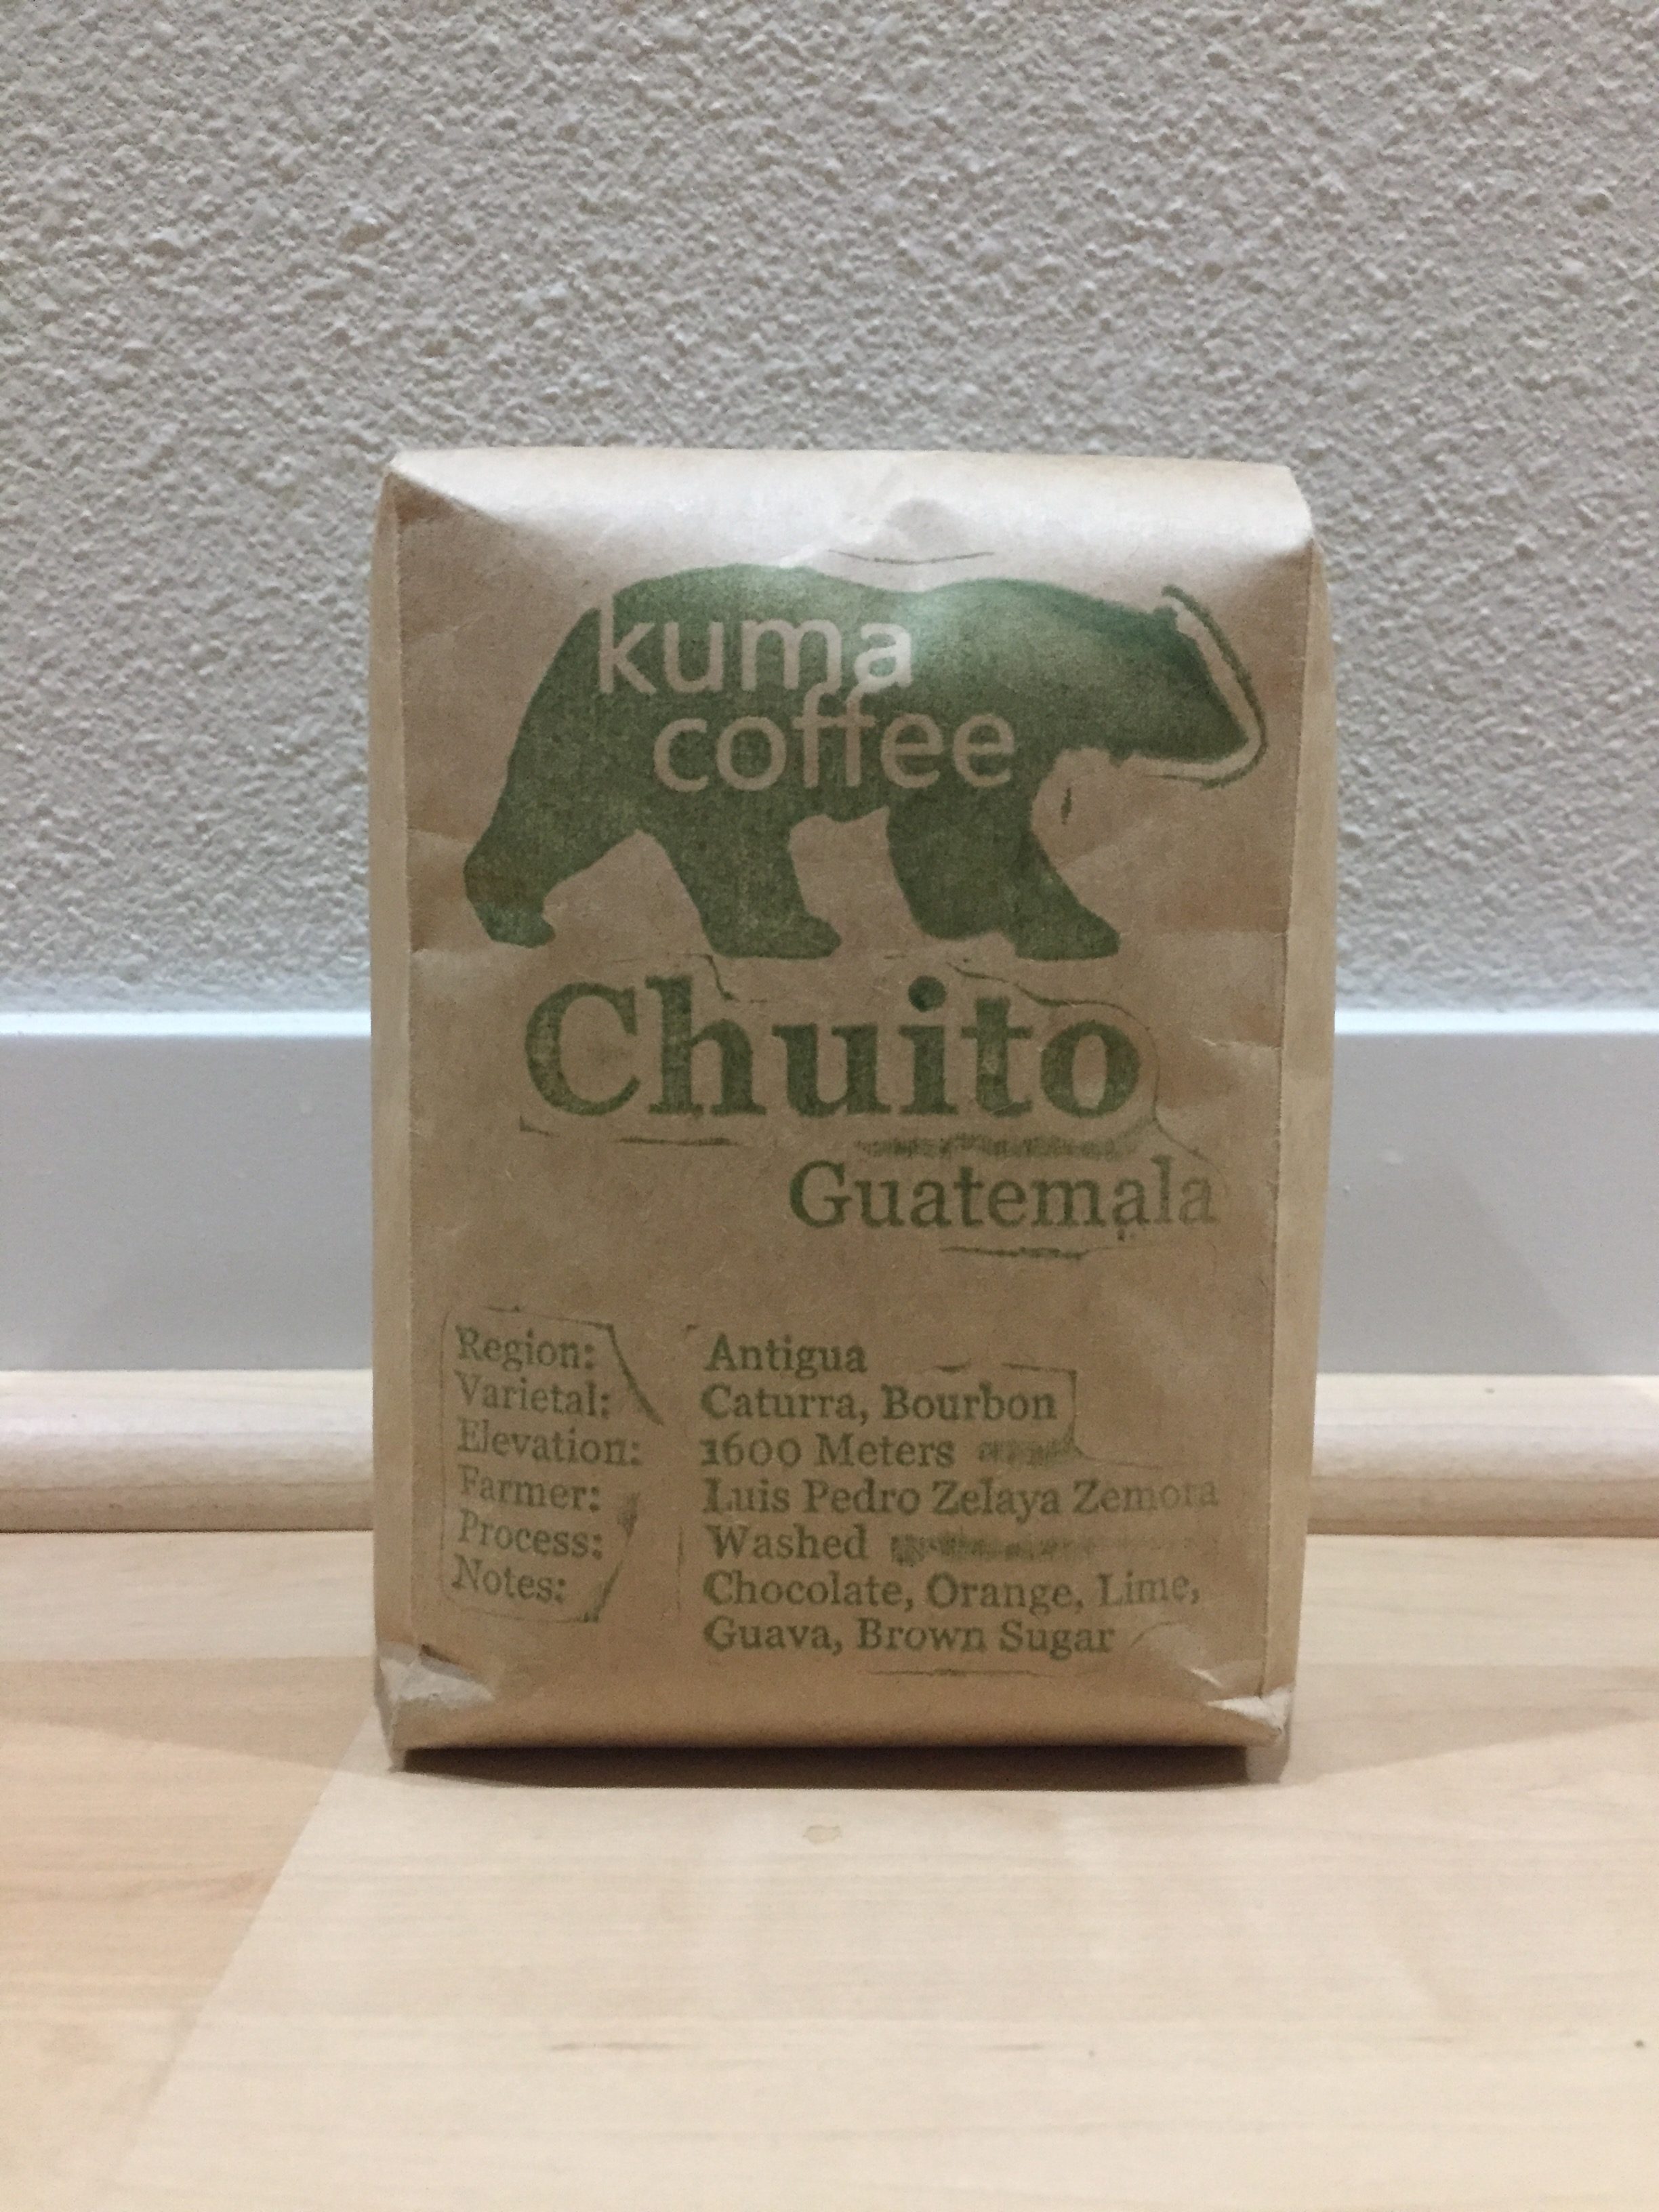 kuma
coffee
Chuito
Guatemala
Region: Antigua
Varietal: Caturra, Bourbon
Elevation: 1600 Meters
Farmer: Luis Pedro Zelaya Zemora
Process: Washed
Notes: Chocolate, Orange, Lime,
Guava, Brown Sugar